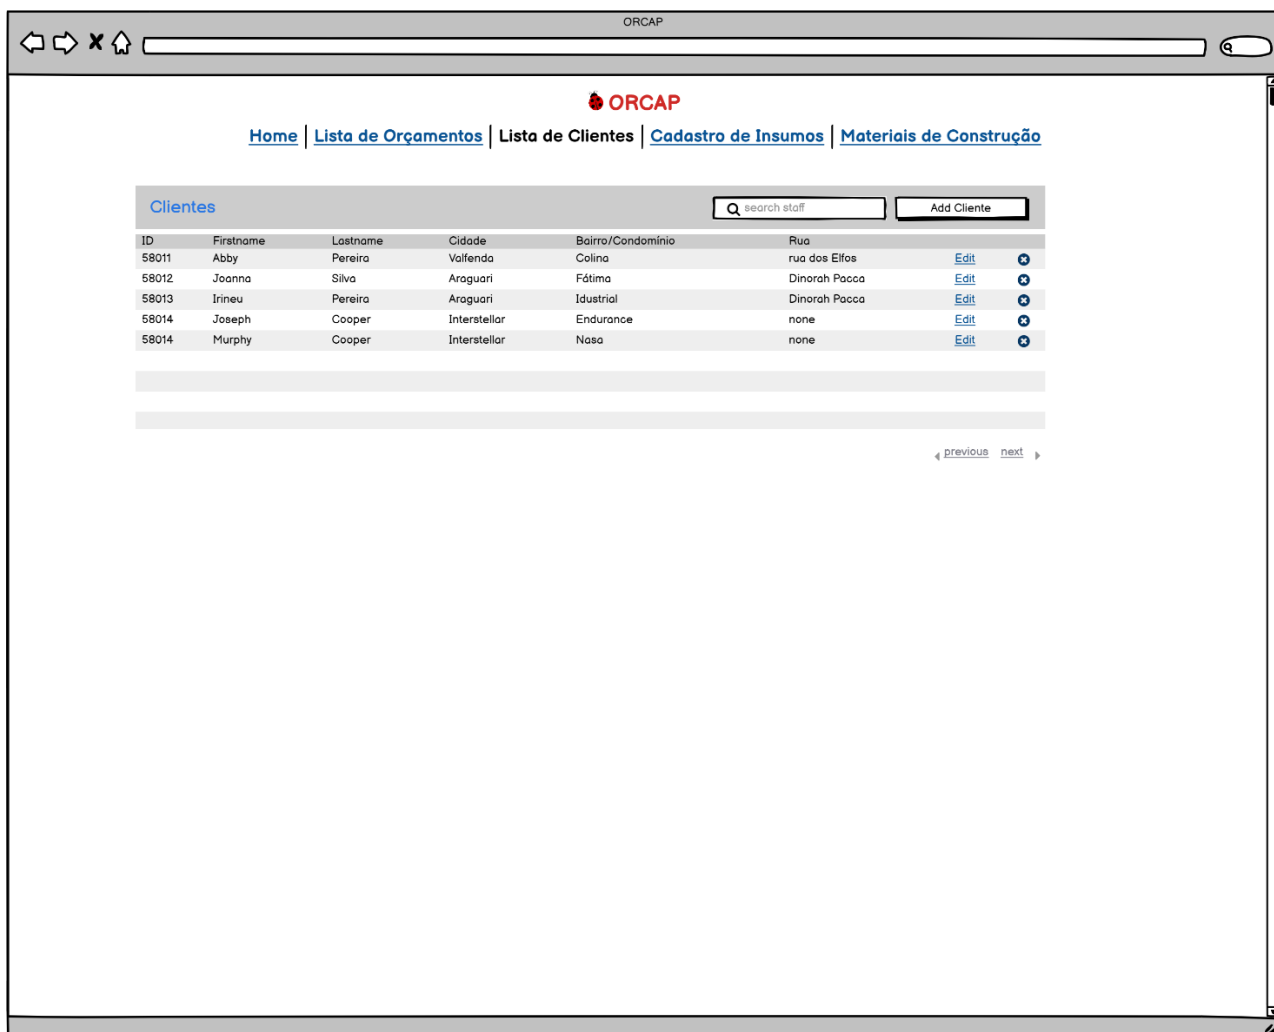 ORCAP
ORCAP
Home | Lista de Orçamentos | Lista de Clientes | Cadastro de Insumos | Materiais de Construção
Clientes search staff Add Cliente
ID Firstname Lastname Cidade Bairro/Condomínio Rua
58011 Abby Pereira Valfenda Colina rua dos Elfos Edit
58012 Joanna Silva Araguari Fátima Dinorah Pacca Edit
58013 Irineu Pereira Araguari Idustrial Dinorah Pacca Edit
58014 Joseph Cooper Interstellar Endurance none Edit
58014 Murphy Cooper Interstellar Nasa none Edit
previous next